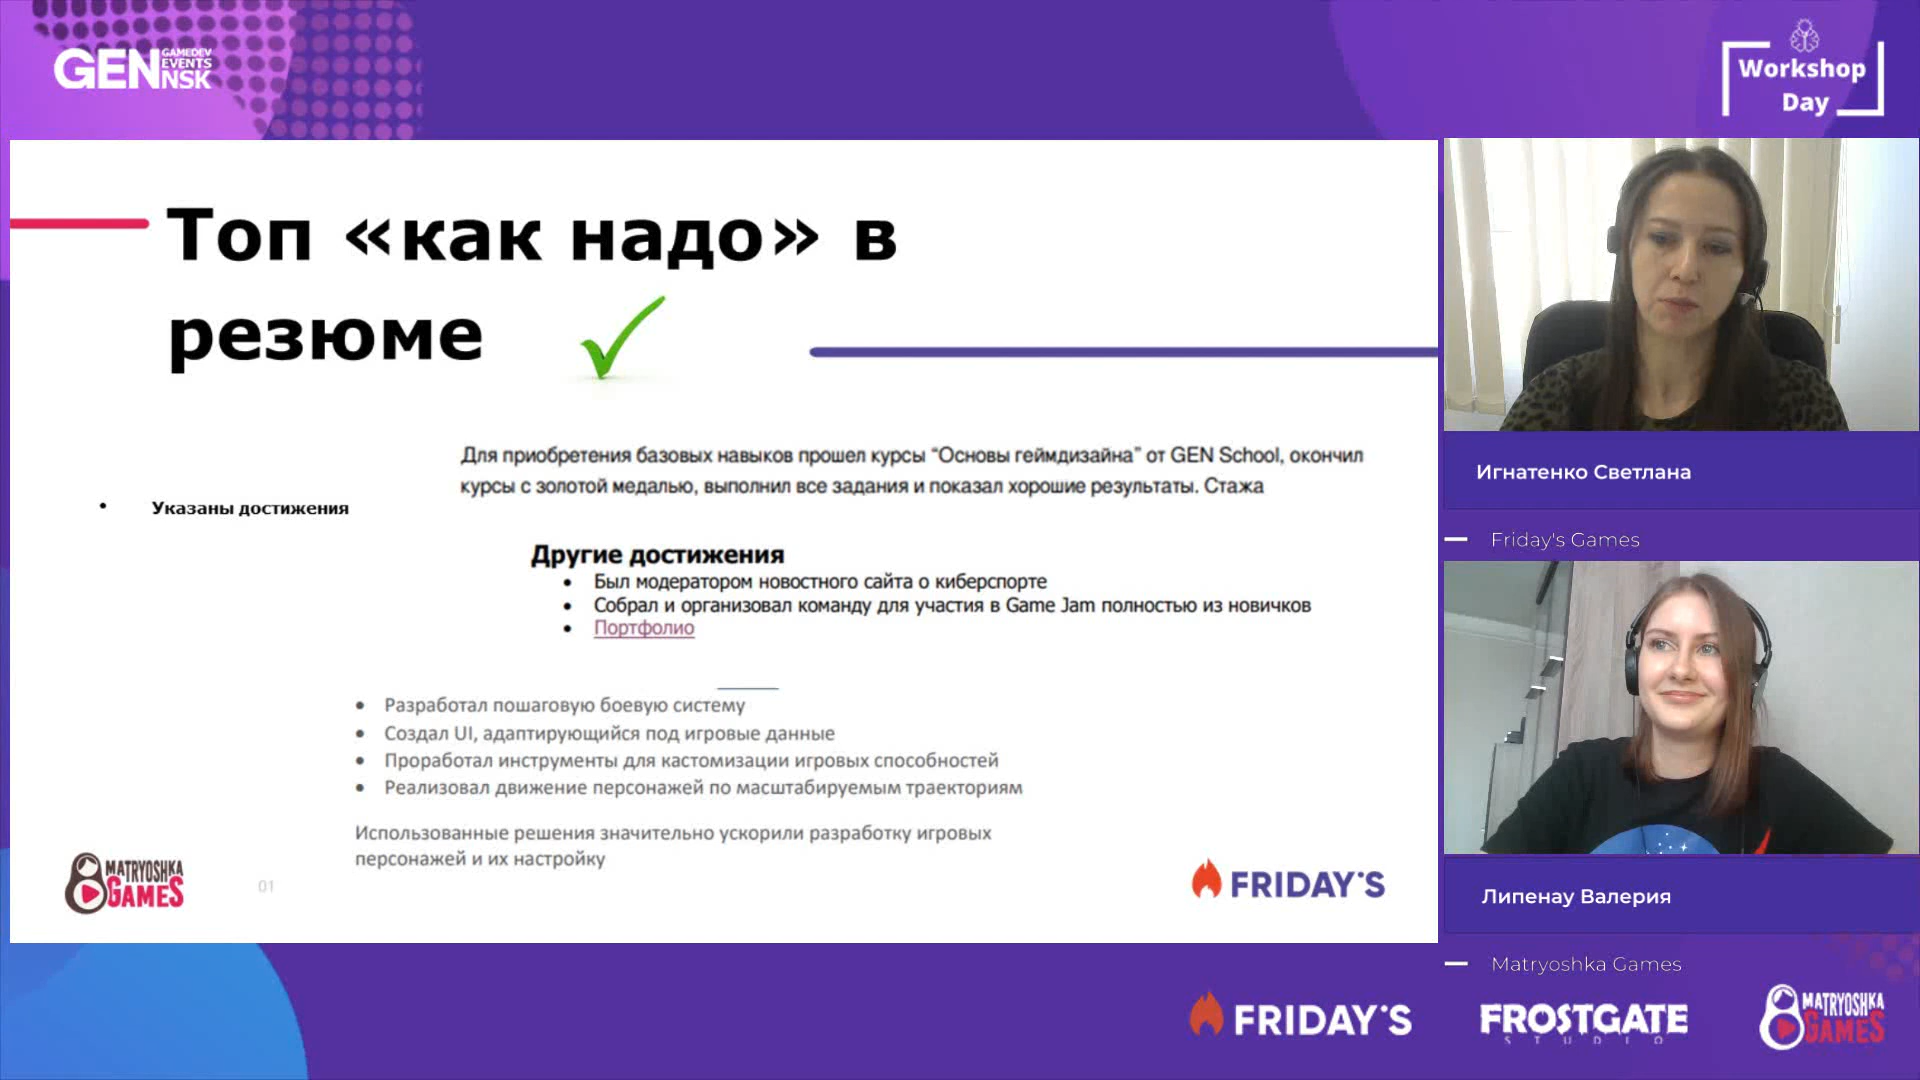 GEN GAMEDEV EVENTS NSK
Workshop
Day
Топ «как надо» в
резюме
Для приобретения базовых навыков прошел курсы “Основы геймдизайна” от GEN School, окончил
курсы с золотой медалью, выполнил все задания и показал хорошие результаты. Стажа
• Указаны достижения
Другие достижения
• Был модератором новостного сайта о киберспорте
• Собрал и организовал команду для участия в Game Jam полностью из новичков
• Портфолио
• Разработал пошаговую боевую систему
• Создал UI, адаптирующийся под игровые данные
• Проработал инструменты для кастомизации игровых способностей
• Реализовал движение персонажей по масштабируемым траекториям
Использованные решения значительно ускорили разработку игровых
персонажей и их настройку
MATRYOSHKA
GAMES
01
FRIDAY'S
Игнатенко Светлана
Friday's Games
Липенау Валерия
Matryoshka Games
FRIDAY'S
FROSTGATE
STUDIO
MATRYOSHKA
GAMES